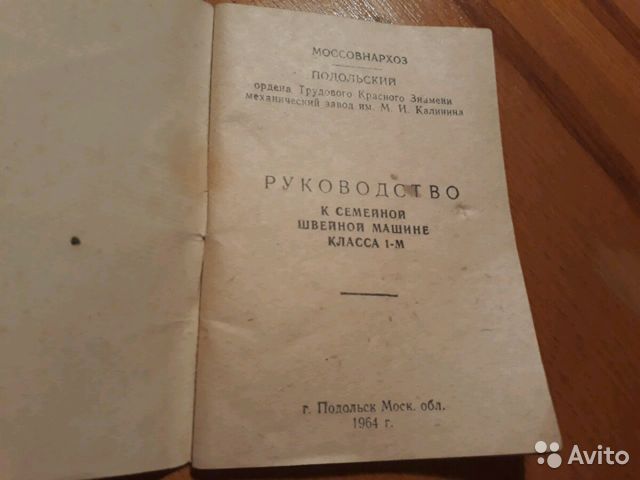 МОССОВНАРХОЗ
ПОДОЛЬСКИЙ
ордена Трудового Красного Знамени
механический завод им. М. И. Калинина
РУКОВОДСТВО
К СЕМЕЙНОЙ
ШВЕЙНОЙ МАШИНЕ
КЛАССА 1-М
г. Подольск Моск. обл.
1964 г.
Avito